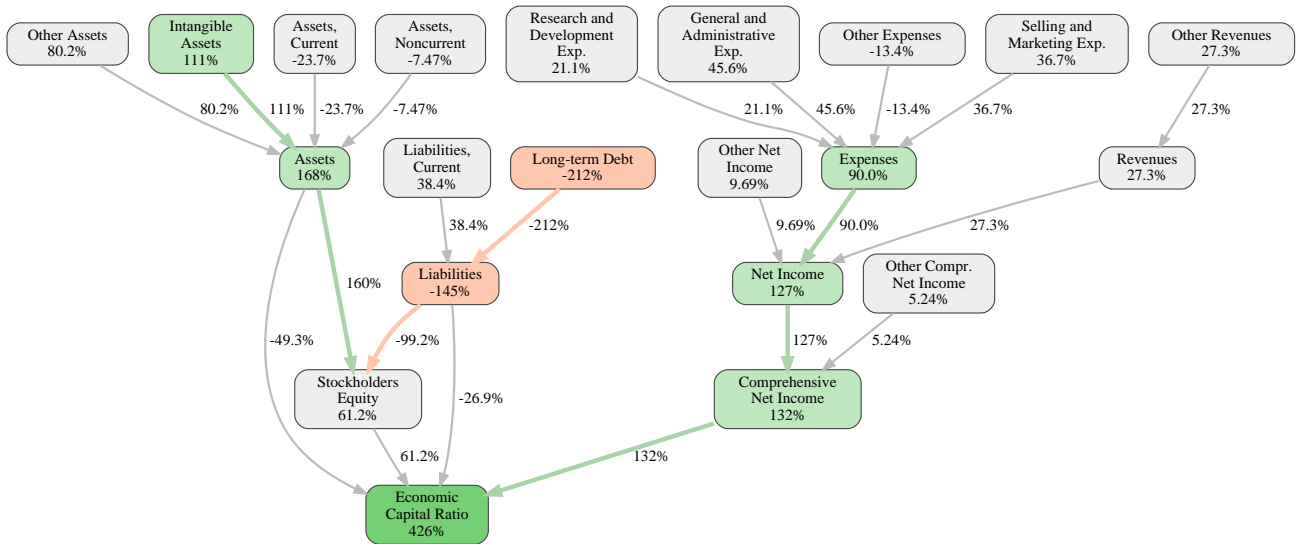 Other Assets
80.2%
Intangible
Assets
111%
Assets,
Current
-23.7%
Assets,
Noncurrent
-7.47%
Research and
Development
Exp.
21.1%
General and
Administrative
Exp.
45.6%
Other Expenses
-13.4%
Selling and
Marketing Exp.
36.7%
Other Revenues
27.3%
80.2%
111%
-23.7%
-7.47%
21.1%
45.6%
-13.4%
36.7%
27.3%
Assets
168%
Liabilities,
Current
38.4%
Long-term Debt
-212%
Other Net
Income
9.69%
Expenses
90.0%
Revenues
27.3%
38.4%
-212%
9.69%
90.0%
27.3%
160%
Liabilities
-145%
Net Income
127%
Other Compr.
Net Income
5.24%
-49.3%
-99.2%
127%
5.24%
Stockholders
Equity
61.2%
-26.9%
Comprehensive
Net Income
132%
61.2%
132%
Economic
Capital Ratio
426%